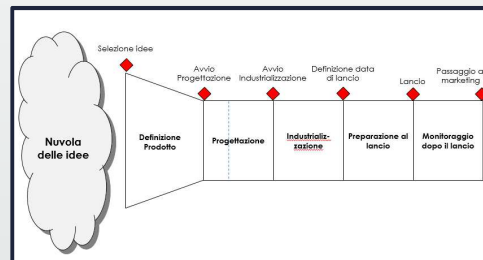 Selezione idee
Avvio
Progettazione
Avvio
Industrializzazione
Definizione data
di lancio
Lancio
Passaggio a
marketing
Nuvola
delle idee
Definizione
Prodotto
Progettazione
Industrializ-
zazione
Preparazione al
lancio
Monitoraggio
dopo il lancio